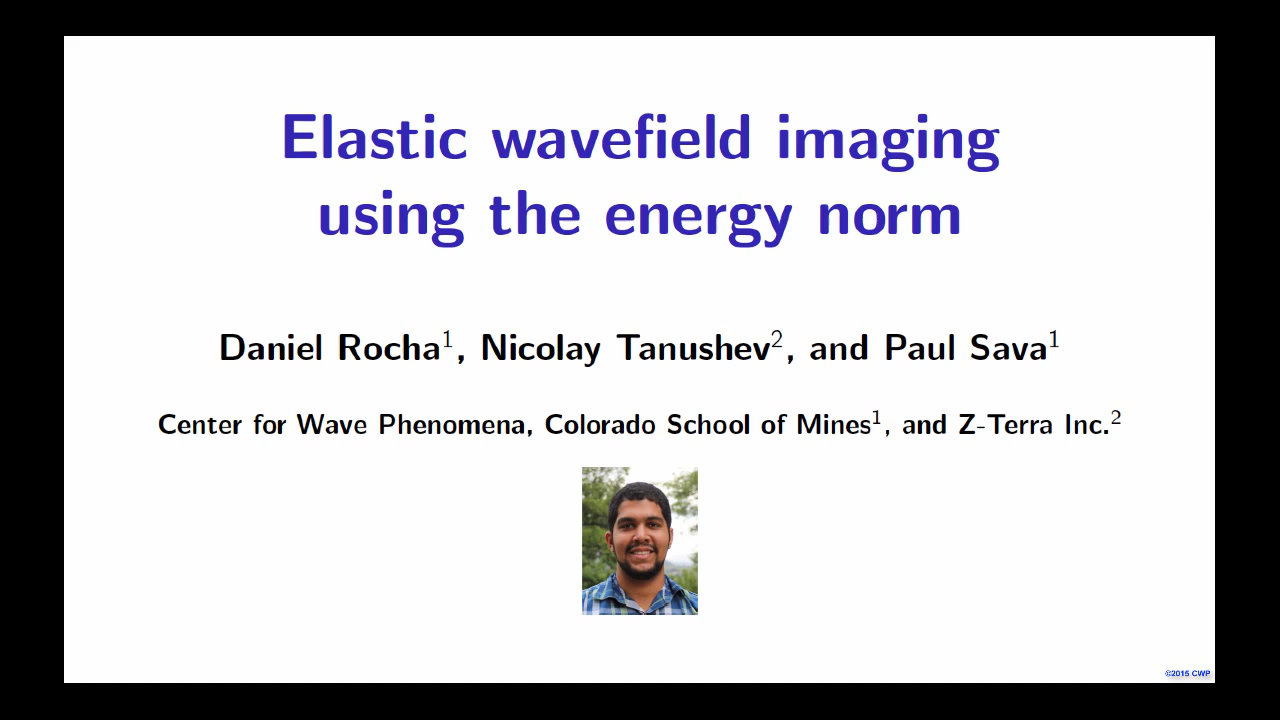 Elastic wavefield imaging
using the energy norm
Daniel Rocha¹, Nicolay Tanushev², and Paul Sava¹
Center for Wave Phenomena, Colorado School of Mines¹, and Z-Terra Inc.²
©2015 CWP